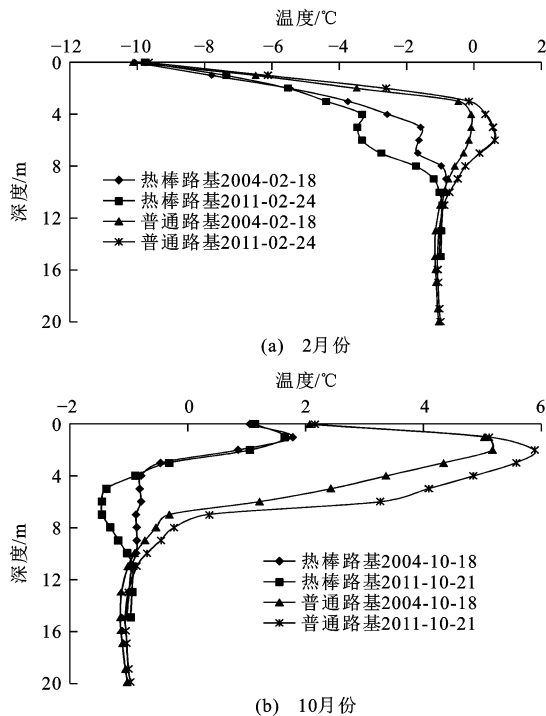 温度/℃
−12 −10 −8 −6 −4 −2 0 2
0
4
8
12
16
20
深度/m
热棒路基2004-02-18
热棒路基2011-02-24
普通路基2004-02-18
普通路基2011-02-24
(a) 2月份
温度/℃
−2 0 2 4 6
0
4
8
12
16
20
深度/m
热棒路基2004-10-18
热棒路基2011-10-21
普通路基2004-10-18
普通路基2011-10-21
(b) 10月份